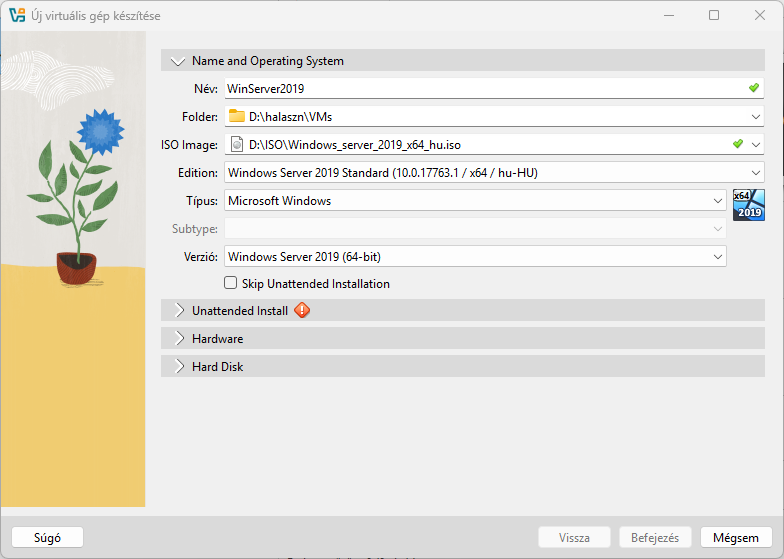 Új virtuális gép készítése
Name and Operating System
Név: WinServer2019
Folder: D:\halaszn\VMs
ISO Image: D:\ISO\Windows_server_2019_x64_hu.iso
Edition: Windows Server 2019 Standard (10.0.17763.1 / x64 / hu-HU)
Típus: Microsoft Windows
x64
2019
Subtype:
Verzió: Windows Server 2019 (64-bit)
Skip Unattended Installation
Unattended Install
Hardware
Hard Disk
Súgó Vissza Befejezés Mégsem